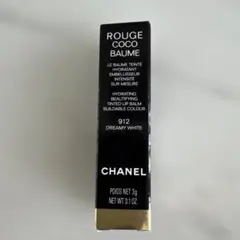 ROUGE
COCO
BAUME
LE BAUME TEINTÉ
HYDRATANT
EMBELLISSEUR
INTENSITÉ
SUR MESURE
HYDRATING
BEAUTIFYING
TINTED LIP BALM
BUILDABLE COLOUR
912
DREAMY WHITE
CHANEL
POIDS NET 3g
NET WT. 0.1 OZ.